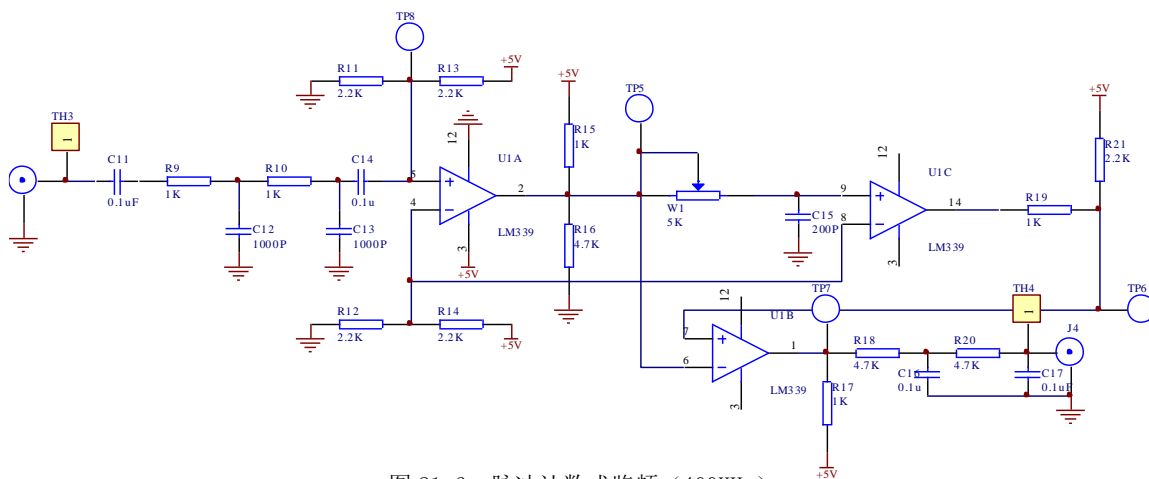 TP8
R11
2.2K
R13
2.2K
+5V
+5V
TP5
+5V
TH3
1
C11
0.1uF
R9
1K
R10
1K
C14
0.1u
C12
1000P
C13
1000P
12
5
4
3
2
U1A
LM339
+5V
R15
1K
R16
4.7K
W1
5K
C15
200P
12
9
8
3
14
U1C
LM339
R19
1K
R21
2.2K
R12
2.2K
R14
2.2K
+5V
12
7
6
3
1
U1B
LM339
TP7
TH4
1
TP6
J4
R18
4.7K
C16
0.1u
R20
4.7K
C17
0.1uF
R17
1K
+5V